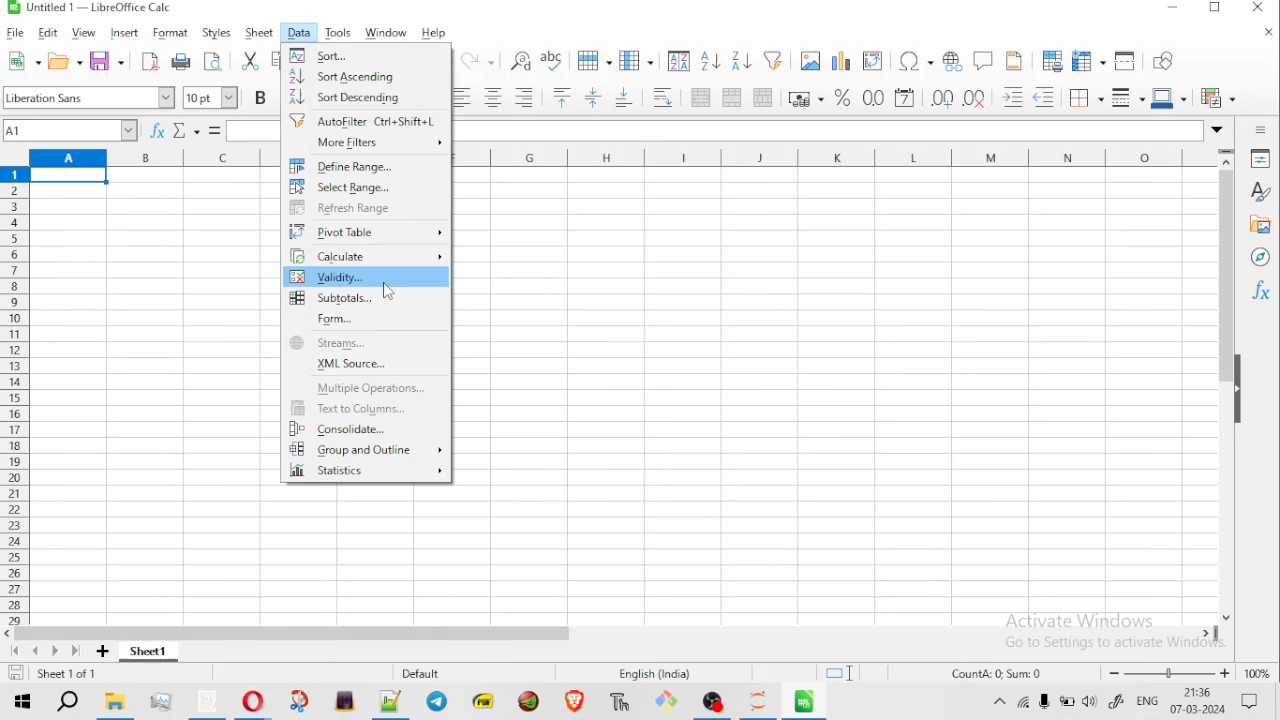 Untitled 1 — LibreOffice Calc
File Edit View Insert Format Styles Sheet Data Tools Window Help
Liberation Sans 10 pt B
A1
A B C F G H I J K L M N O
1
2
3
4
5
6
7
8
9
10
11
12
13
14
15
16
17
18
19
20
21
22
23
24
25
26
27
28
29
Sort...
Sort Ascending
Sort Descending
AutoFilter Ctrl+Shift+L
More Filters
Define Range...
Select Range...
Refresh Range
Pivot Table
Calculate
Validity...
Subtotals...
Form...
Streams...
XML Source...
Multiple Operations...
Text to Columns...
Consolidate...
Group and Outline
Statistics
Activate Windows
Go to Settings to activate Windows.
Sheet1
Sheet 1 of 1 Default English (India) CountA: 0; Sum: 0 100%
ENG 21:36
07-03-2024